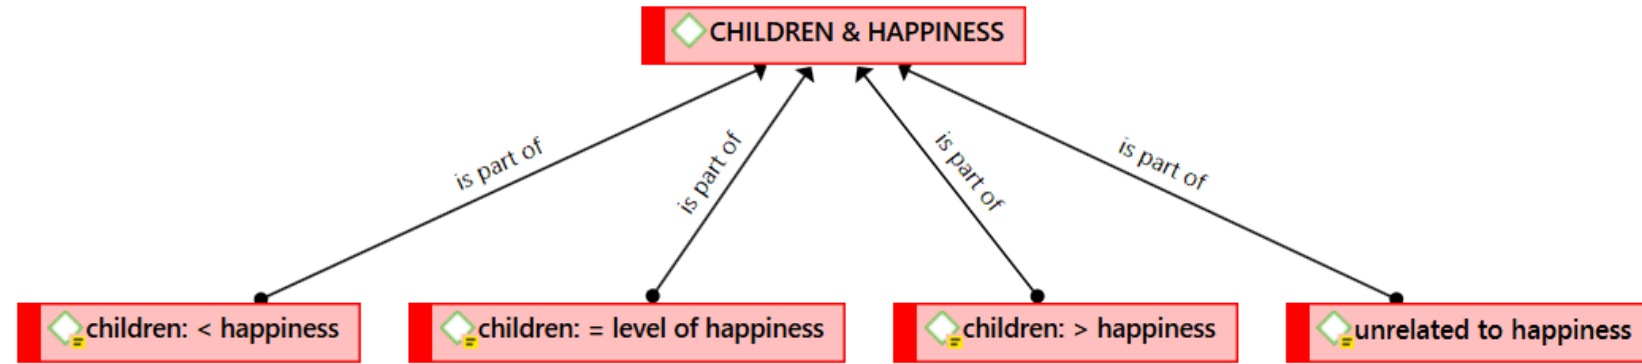 CHILDREN & HAPPINESS
is part of
is part of
is part of
is part of
children: < happiness
children: = level of happiness
children: > happiness
unrelated to happiness